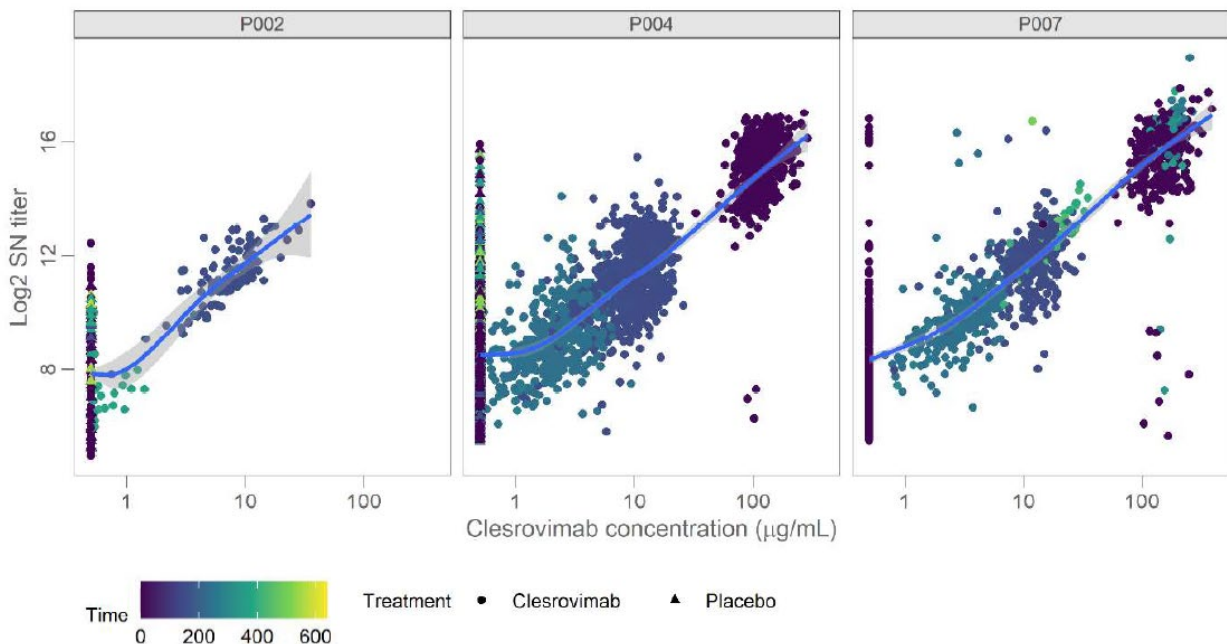 P002 P004 P007
Log2 SN titer
16
12
8
1 10 100 1 10 100 1 10 100
Clesrovimab concentration (μg/mL)
Time 0 200 400 600 Treatment Clesrovimab Placebo